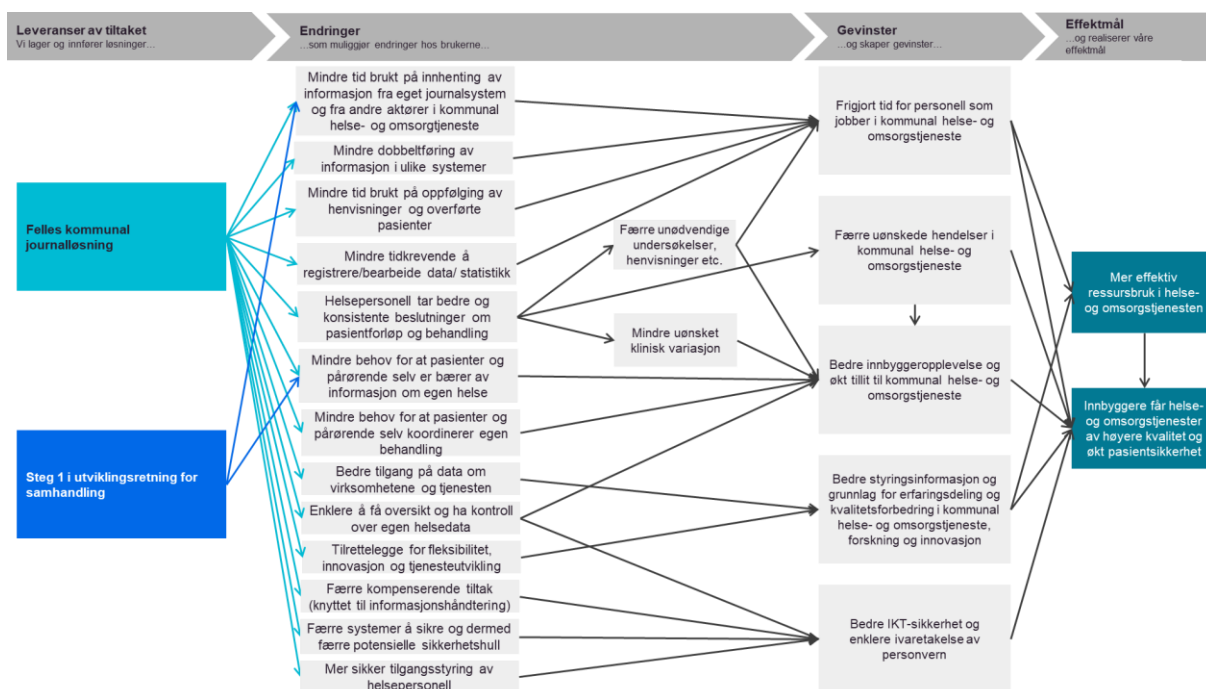 Leveranser av tiltaket
Vi lager og innfører løsninger…
Endringer
…som muliggjør endringer hos brukerne…
Gevinster
…og skaper gevinster…
Effektmål
…og realiserer våre
effektmål
Felles kommunal
journalløsning
Steg 1 i utviklingsretning for
samhandling
Mindre tid brukt på innhenting av
informasjon fra eget journalsystem
og fra andre aktører i kommunal
helse- og omsorgtjeneste
Mindre dobbeltføring av
informasjon i ulike systemer
Mindre tid brukt på oppfølging av
henvisninger og overførte
pasienter
Mindre tidkrevende å
registrere/bearbeide data/ statistikk
Helsepersonell tar bedre og
konsistente beslutninger om
pasientforløp og behandling
Mindre behov for at pasienter og
pårørende selv er bærer av
informasjon om egen helse
Mindre behov for at pasienter og
pårørende selv koordinerer egen
behandling
Bedre tilgang på data om
virksomhetene og tjenesten
Enklere å få oversikt og ha kontroll
over egen helsedata
Tilrettelegge for fleksibilitet,
innovasjon og tjenesteutvikling
Færre kompenserende tiltak
(knyttet til informasjonshåndtering)
Færre systemer å sikre og dermed
færre potensielle sikkerhetshull
Mer sikker tilgangsstyring av
helsepersonell
Færre unødvendige
undersøkelser,
henvisninger etc.
Mindre uønsket
klinisk variasjon
Frigjort tid for personell som
jobber i kommunal helse- og
omsorgstjeneste
Færre uønskede hendelser i
kommunal helse- og
omsorgstjeneste
Bedre innbyggeropplevelse og
økt tillit til kommunal helse- og
omsorgstjeneste
Bedre styringsinformasjon og
grunnlag for erfaringsdeling og
kvalitetsforbedring i kommunal
helse- og omsorgstjeneste,
forskning og innovasjon
Bedre IKT-sikkerhet og
enklere ivaretakelse av
personvern
Mer effektiv
ressursbruk i helse-
og omsorgstjenesten
Innbyggere får helse-
og omsorgstjenester
av høyere kvalitet og
økt pasientsikkerhet